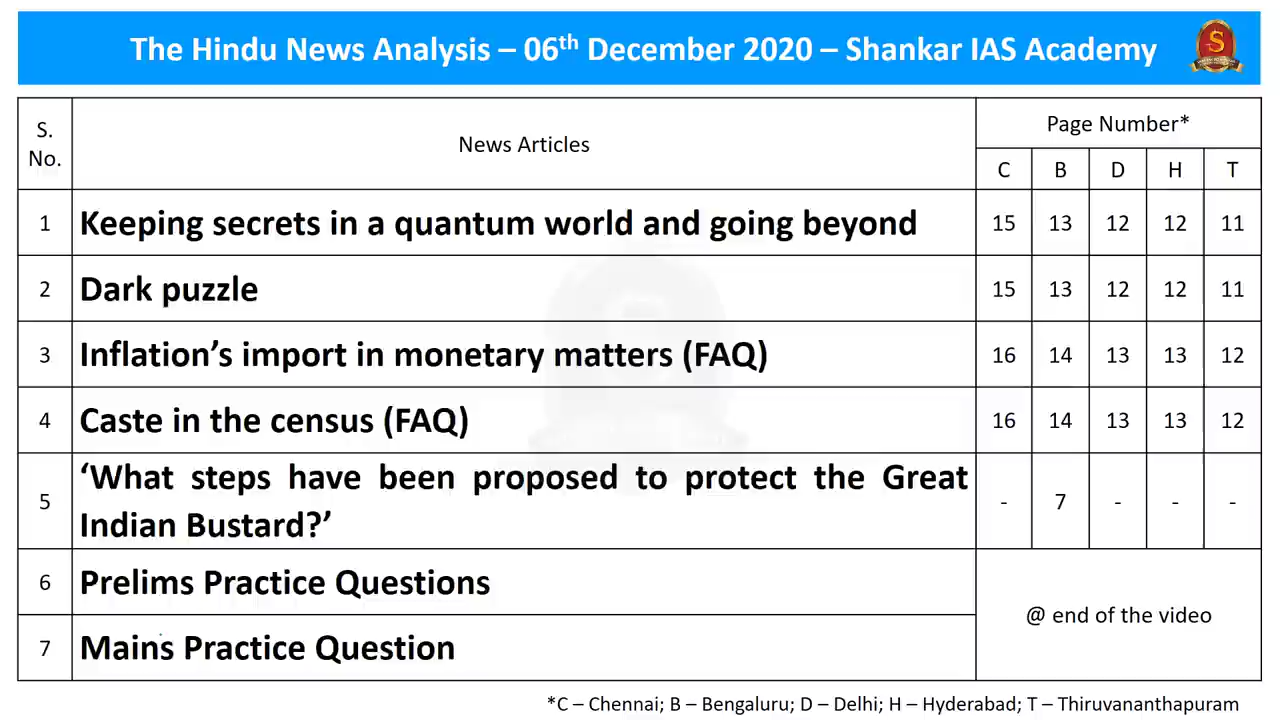 The Hindu News Analysis – 06th December 2020 – Shankar IAS Academy
S. No. News Articles Page Number*
C B D H T
1 Keeping secrets in a quantum world and going beyond 15 13 12 12 11
2 Dark puzzle 15 13 12 12 11
3 Inflation’s import in monetary matters (FAQ) 16 14 13 13 12
4 Caste in the census (FAQ) 16 14 13 13 12
5 ‘What steps have been proposed to protect the Great
Indian Bustard?’ - 7 - - -
6 Prelims Practice Questions
@ end of the video
7 Mains Practice Question
*C – Chennai; B – Bengaluru; D – Delhi; H – Hyderabad; T – Thiruvananthapuram